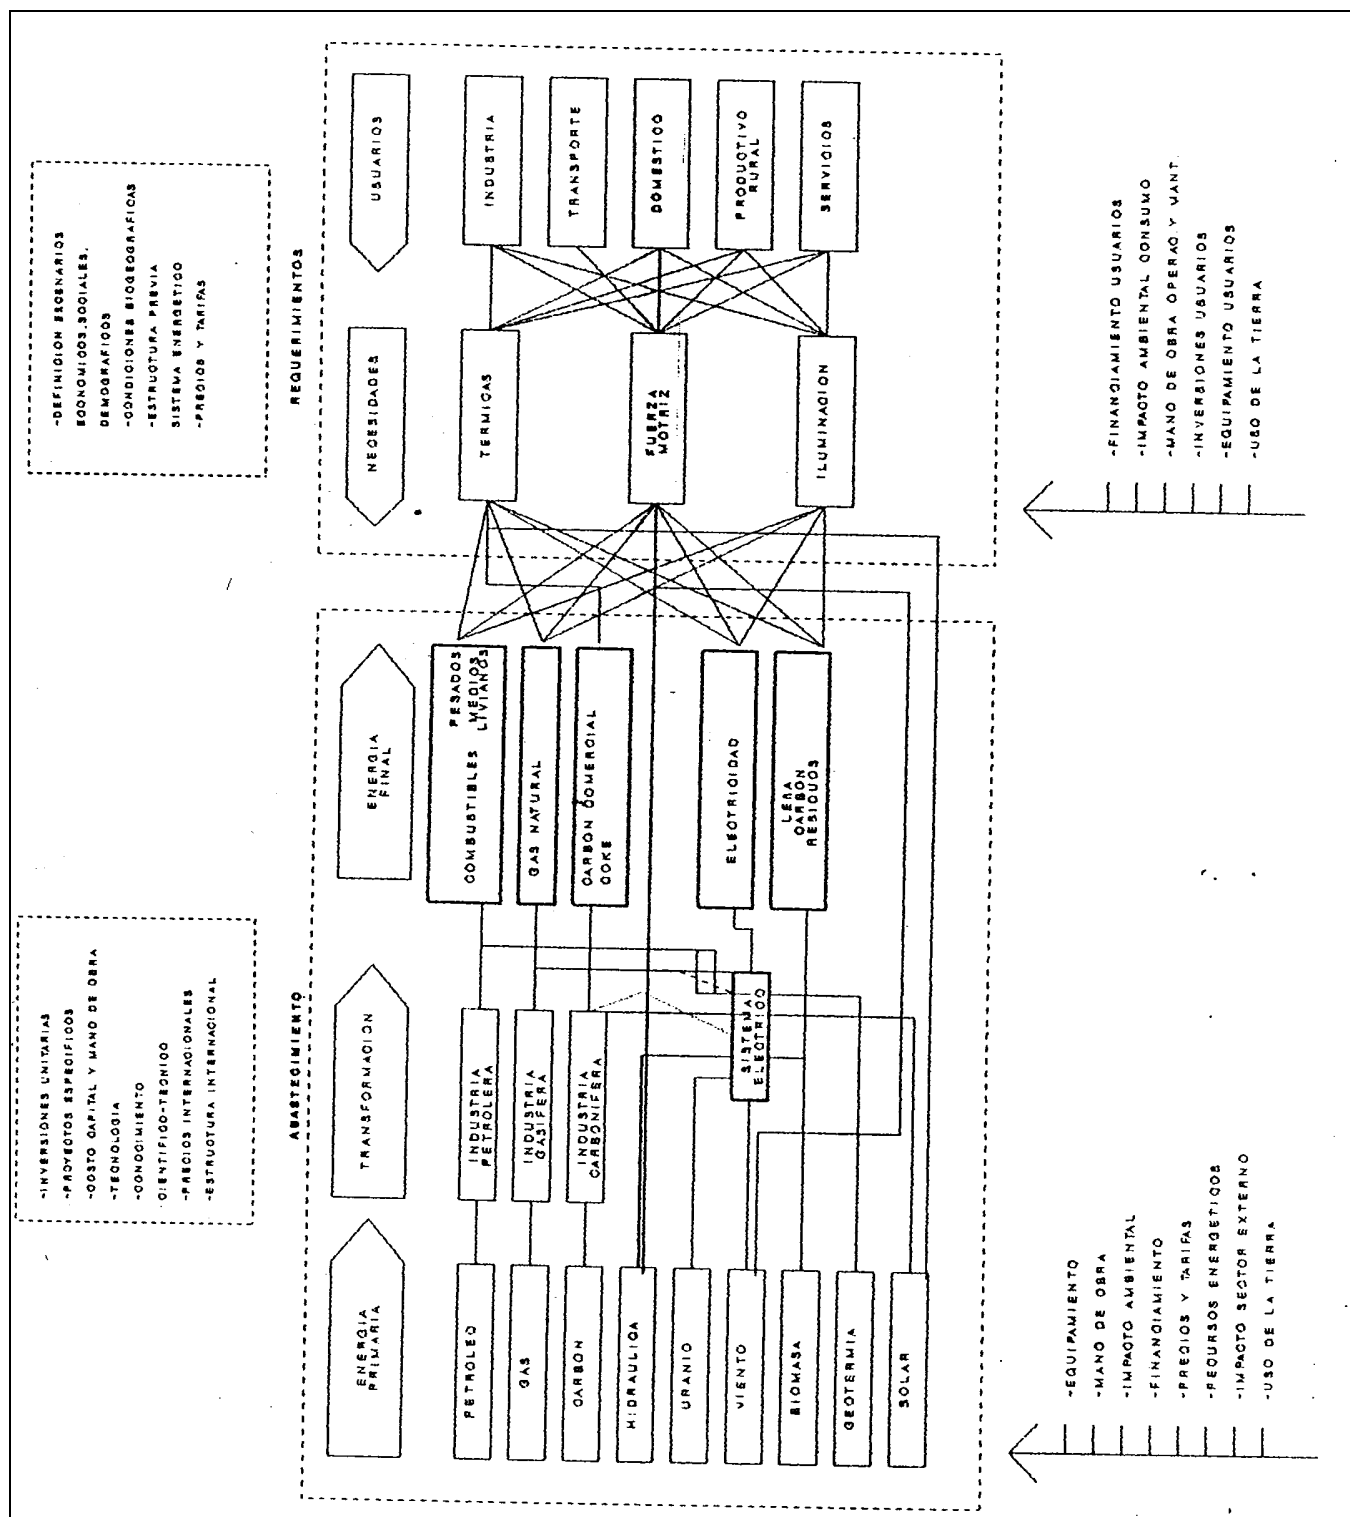 -INVERSIONES UNITARIAS
-PROYECTOS ESPECIFICOS
-COSTO CAPITAL Y MANO DE OBRA
-TECNOLOGIA
-CONOCIMIENTO
CIENTIFICO-TECNICO
-PRECIOS INTERNACIONALES
-ESTRUCTURA INTERNACIONAL
-DEFINICION ESCENARIOS
ECONOMICOS,SOCIALES,
DEMOGRAFICOS
-CONDICIONES BIOGEOGRAFICAS
-ESTRUCTURA PREVIA
SISTEMA ENERGETICO
-PRECIOS Y TARIFAS
ABASTECIMIENTO
REQUERIMIENTOS
ENERGIA
PRIMARIA
TRANSFORMACION
ENERGIA
FINAL
NECESIDADES
USUARIOS
PETROLEO
GAS
CARBON
HIDRAULICA
URANIO
VIENTO
BIOMASA
GEOTERMIA
SOLAR
INDUSTRIA
PETROLERA
INDUSTRIA
GASIFERA
INDUSTRIA
CARBONIFERA
SISTEMA
ELECTRICO
COMBUSTIBLES
PESADOS
MEDIOS
LIVIANOS
GAS NATURAL
CARBON COMERCIAL
COKE
ELECTRICIDAD
LEÑA
CARBON
RESIDUOS
TERMICAS
FUERZA
MOTRIZ
ILUMINACION
INDUSTRIA
TRANSPORTE
DOMESTICO
PRODUCTIVO
RURAL
SERVICIOS
-EQUIPAMIENTO
-MANO DE OBRA
-IMPACTO AMBIENTAL
-FINANCIAMIENTO
-PRECIOS Y TARIFAS
-RECURSOS ENERGETICOS
-IMPACTO SECTOR EXTERNO
-USO DE LA TIERRA
-FINANCIAMIENTO USUARIOS
-IMPACTO AMBIENTAL CONSUMO
-MANO DE OBRA OPERAC. Y MANT.
-INVERSIONES USUARIOS
-EQUIPAMIENTO USUARIOS
-USO DE LA TIERRA